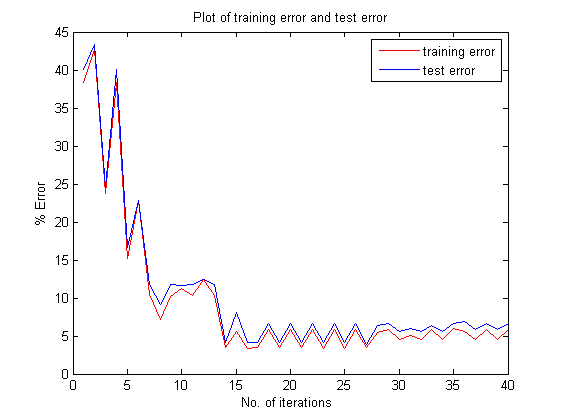 Plot of training error and test error
training error
test error
% Error
45
40
35
30
25
20
15
10
5
0
0 5 10 15 20 25 30 35 40
No. of iterations